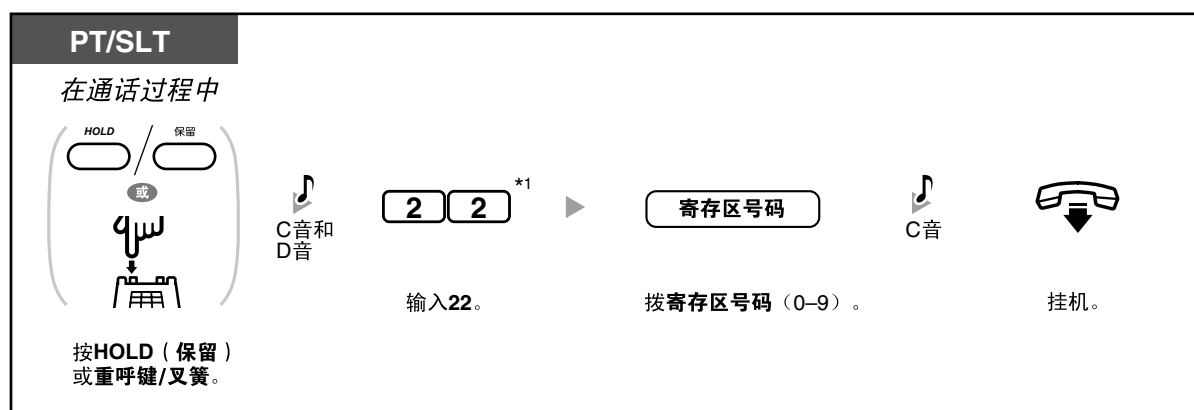 PT/SLT
在通话过程中
HOLD / 保留
或
C音和
D音
2 2 *1
寄存区号码
C音
输入22。
拨寄存区号码（0–9）。
挂机。
按HOLD（保留）
或重呼键/叉簧。